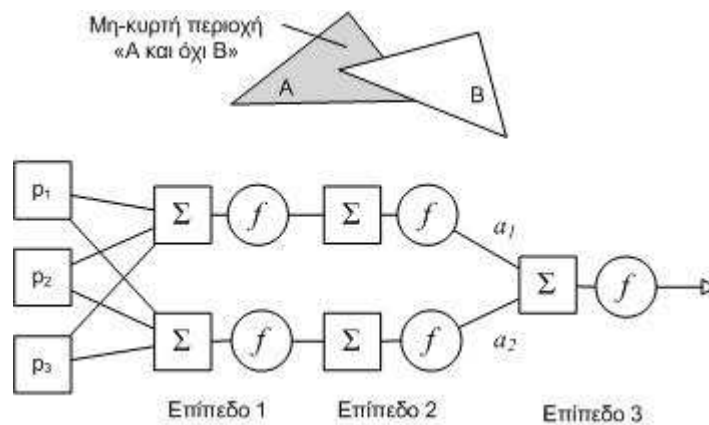 Μη-κυρτή περιοχή
«Α και όχι Β»
Α
Β
p1
Σ
f
Σ
f
a1
p2
Σ
f
p3
Σ
f
Σ
f
a2
Επίπεδο 1
Επίπεδο 2
Επίπεδο 3